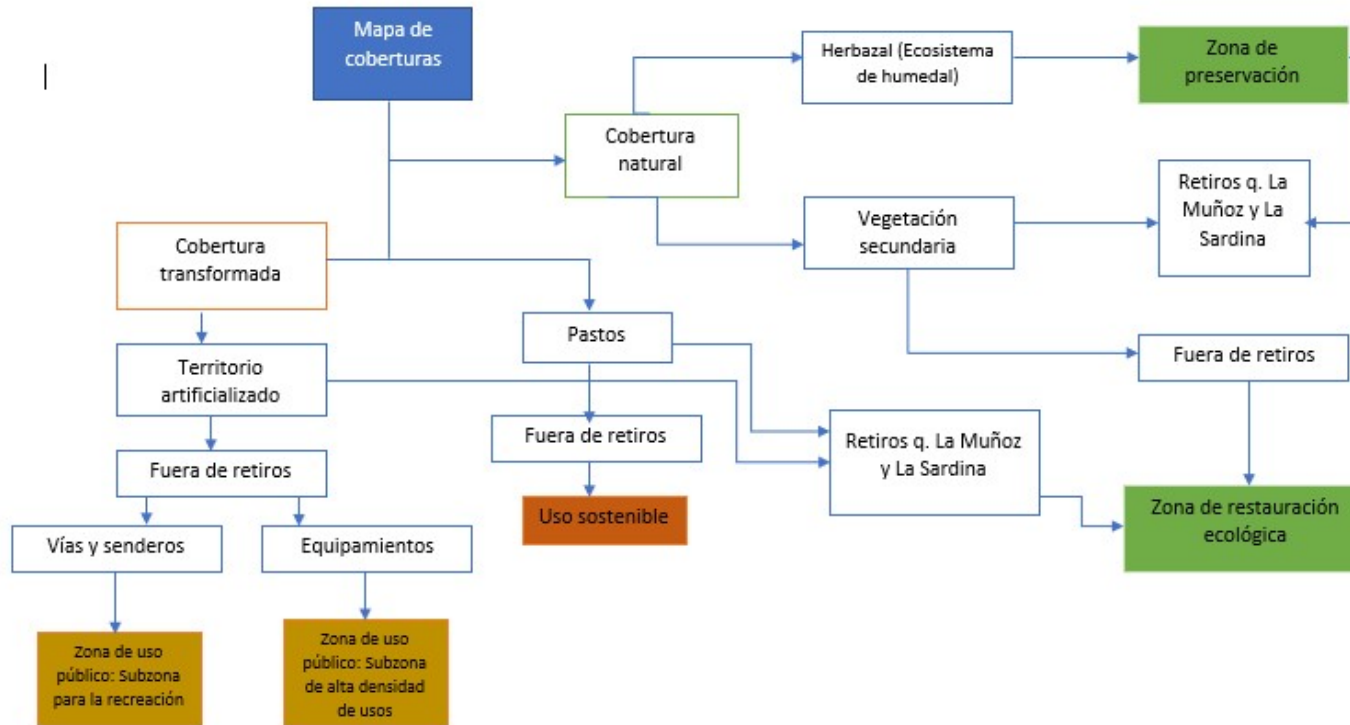 Mapa de
coberturas
Herbazal (Ecosistema
de humedal)
Zona de
preservación
Cobertura
natural
Vegetación
secundaria
Retiros q. La
Muñoz y La
Sardina
Cobertura
transformada
Pastos
Fuera de retiros
Territorio
artificializado
Fuera de retiros
Retiros q. La Muñoz
y La Sardina
Fuera de retiros
Uso sostenible
Zona de restauración
ecológica
Vías y senderos
Equipamientos
Zona de uso
público: Subzona
para la recreación
Zona de uso
público: Subzona
de alta densidad
de usos